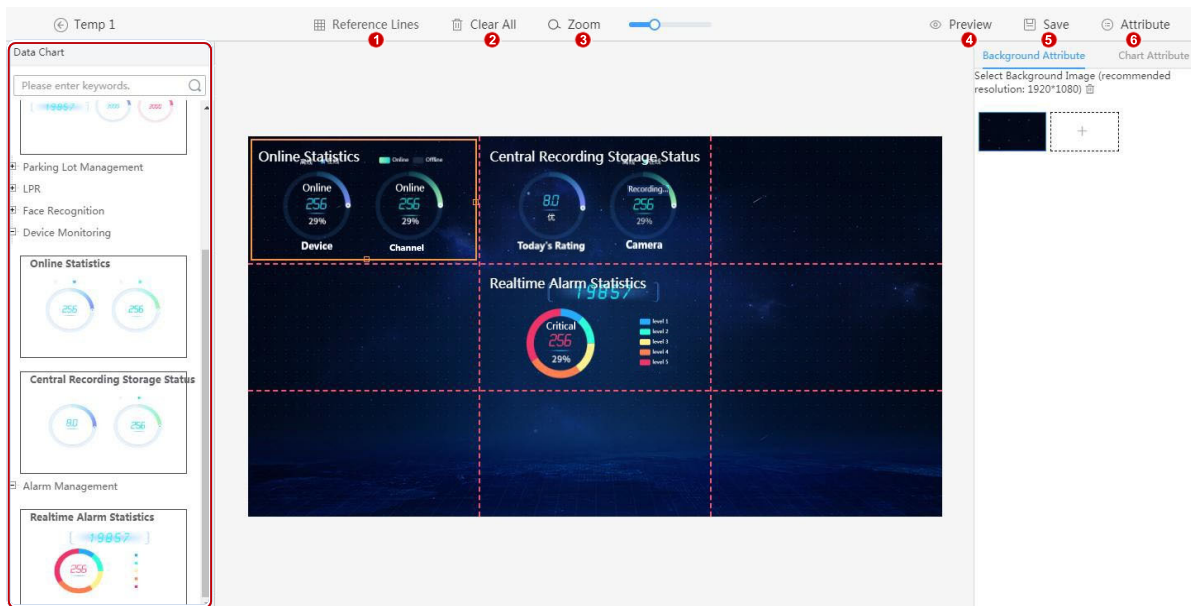 Temp 1
Reference Lines
Clear All
Zoom
Preview
Save
Attribute
1
2
3
4
5
6
Data Chart
Please enter keywords.
19857
Parking Lot Management
LPR
Face Recognition
Device Monitoring
Online Statistics
256
256
Central Recording Storage Status
8.0
256
Alarm Management
Realtime Alarm Statistics
[ 19857 ]
256
Online Statistics
Online
Offline
Online
256
29%
Device
Online
256
29%
Channel
Central Recording Storage Status
8.0
优
Today's Rating
Recording...
256
29%
Camera
Realtime Alarm Statistics
[ 19857 ]
Critical
256
29%
level 1
level 2
level 3
level 4
level 5
Background Attribute
Chart Attribute
Select Background Image (recommended
resolution: 1920*1080)
+